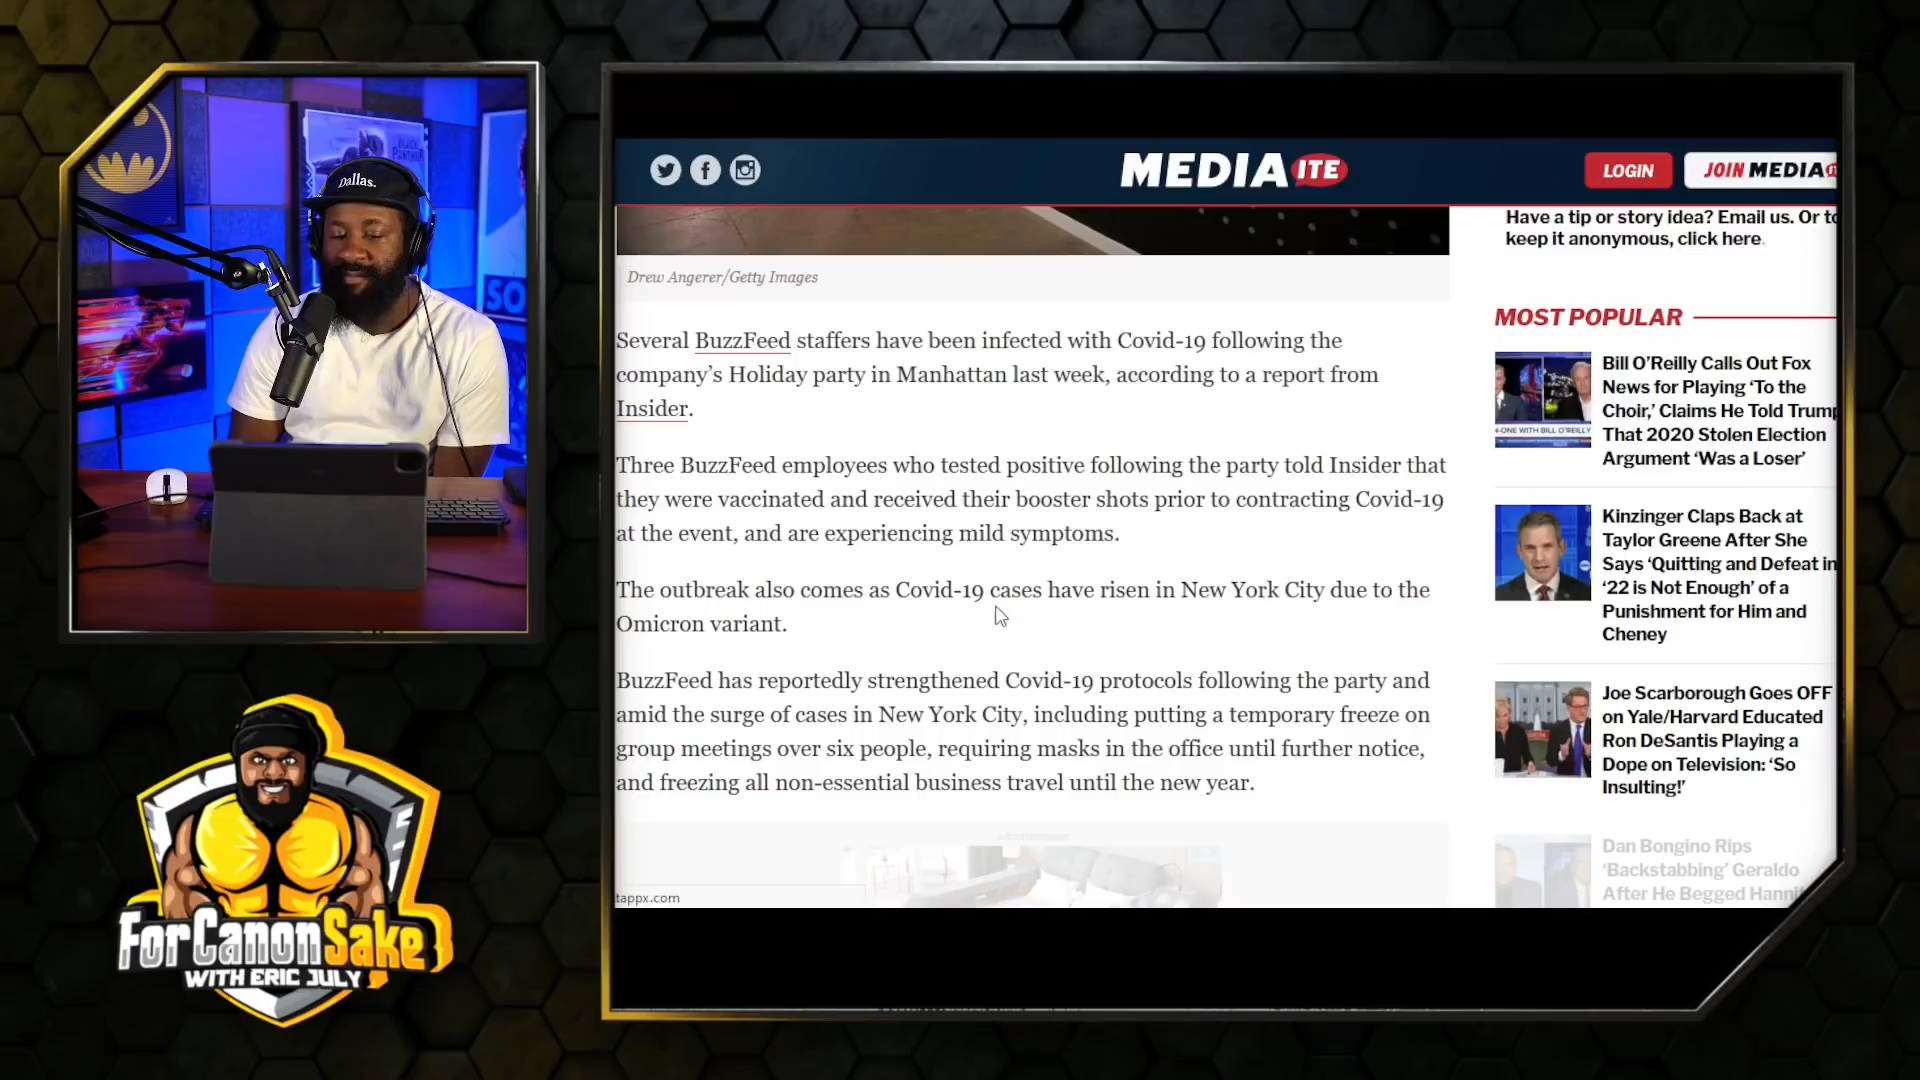 BLACK
PANTHER
Dallas.
SO
ForCanonSake
WITH ERIC JULY
MEDIAITE
LOGIN
JOIN MEDIA
Drew Angerer/Getty Images
Several BuzzFeed staffers have been infected with Covid-19 following the
company’s Holiday party in Manhattan last week, according to a report from
Insider.
Three BuzzFeed employees who tested positive following the party told Insider that
they were vaccinated and received their booster shots prior to contracting Covid-19
at the event, and are experiencing mild symptoms.
The outbreak also comes as Covid-19 cases have risen in New York City due to the
Omicron variant.
BuzzFeed has reportedly strengthened Covid-19 protocols following the party and
amid the surge of cases in New York City, including putting a temporary freeze on
group meetings over six people, requiring masks in the office until further notice,
and freezing all non-essential business travel until the new year.
Advertisement
tappx.com
Have a tip or story idea? Email us. Or to
keep it anonymous, click here.
MOST POPULAR
N-ONE WITH BILL O'REILLY
Bill O’Reilly Calls Out Fox
News for Playing ‘To the
Choir,’ Claims He Told Trump
That 2020 Stolen Election
Argument ‘Was a Loser’
Kinzinger Claps Back at
Taylor Greene After She
Says ‘Quitting and Defeat in
‘22 is Not Enough’ of a
Punishment for Him and
Cheney
Joe Scarborough Goes OFF
on Yale/Harvard Educated
Ron DeSantis Playing a
Dope on Television: ‘So
Insulting!’
Dan Bongino Rips
‘Backstabbing’ Geraldo
After He Begged Hannit